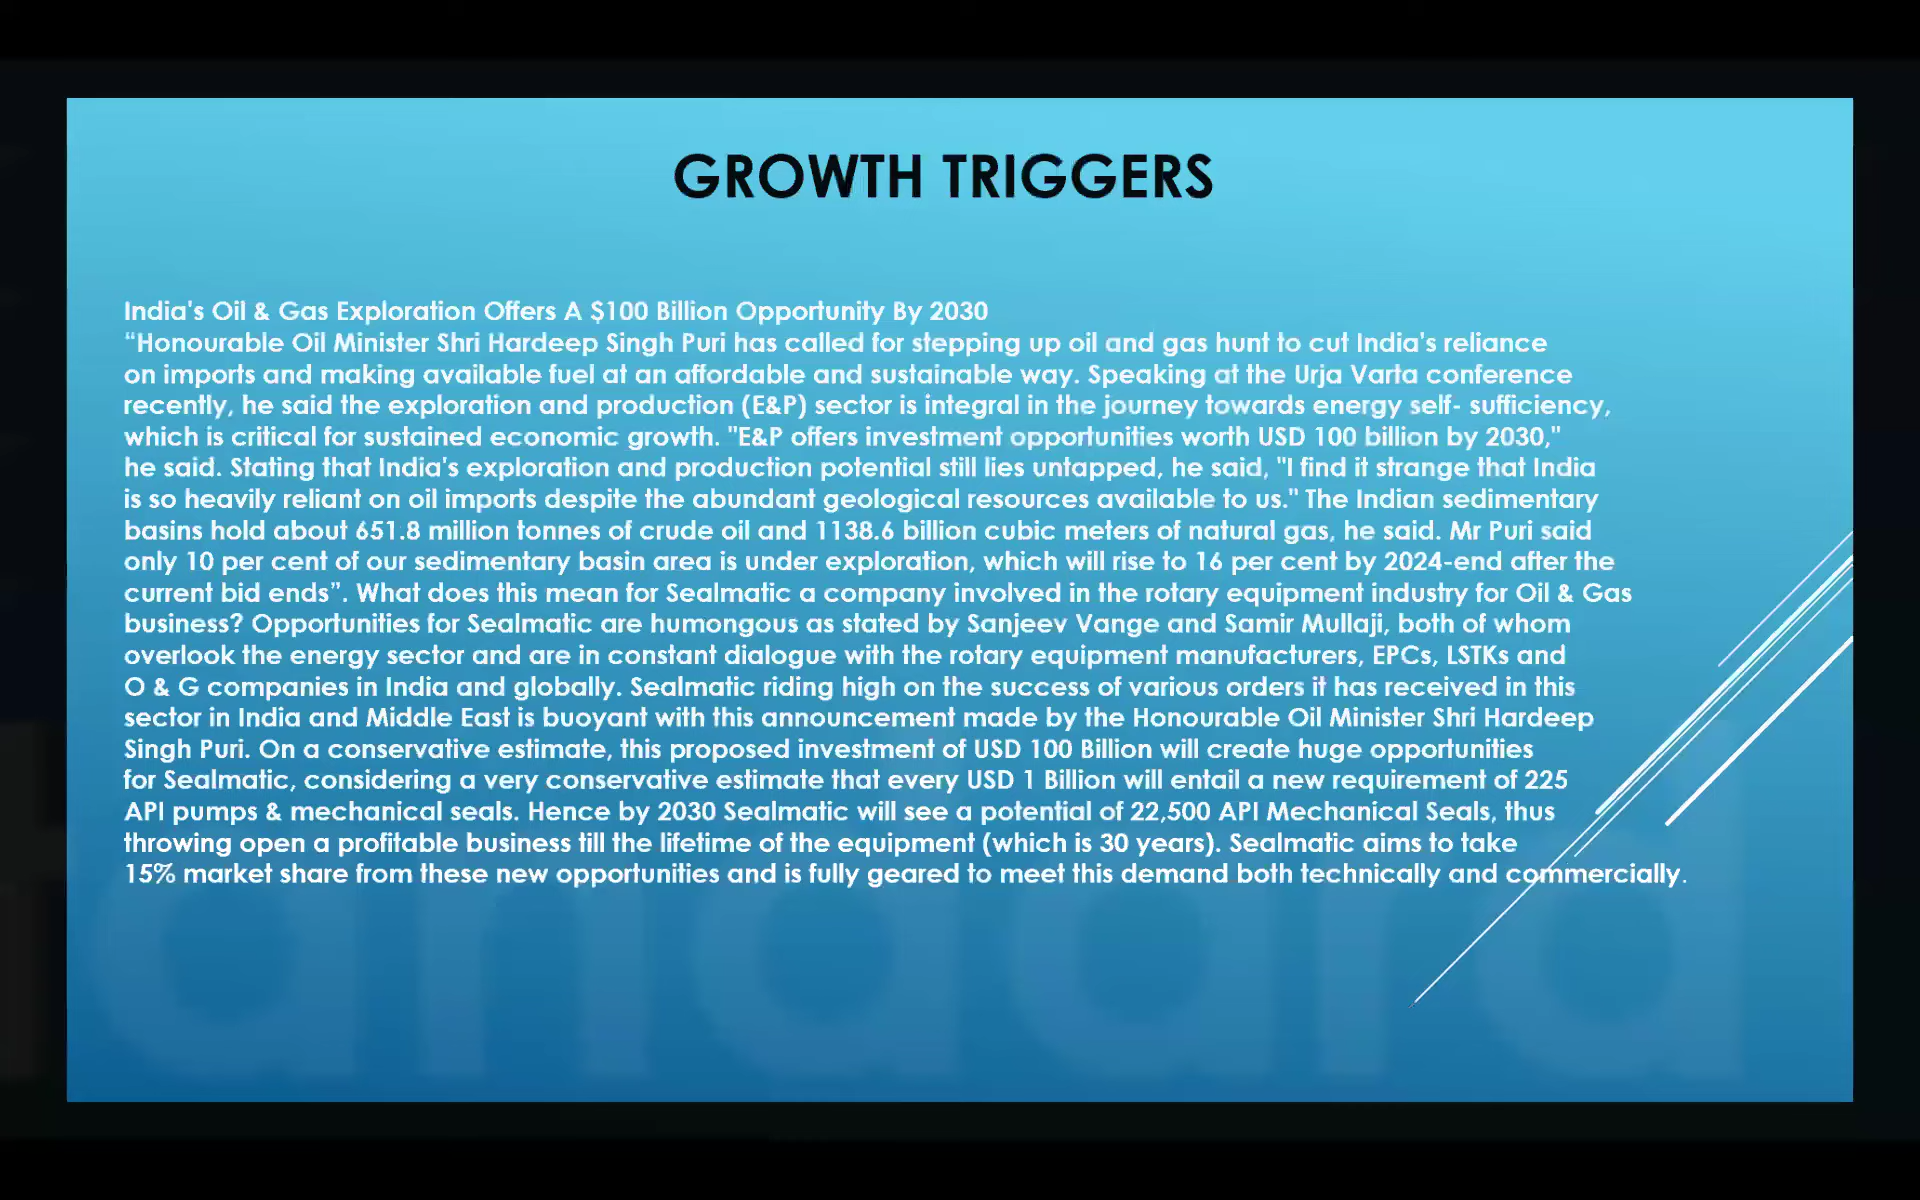 GROWTH TRIGGERS
India's Oil & Gas Exploration Offers A $100 Billion Opportunity By 2030
“Honourable Oil Minister Shri Hardeep Singh Puri has called for stepping up oil and gas hunt to cut India's reliance
on imports and making available fuel at an affordable and sustainable way. Speaking at the Urja Varta conference
recently, he said the exploration and production (E&P) sector is integral in the journey towards energy self- sufficiency,
which is critical for sustained economic growth. "E&P offers investment opportunities worth USD 100 billion by 2030,"
he said. Stating that India's exploration and production potential still lies untapped, he said, "I find it strange that India
is so heavily reliant on oil imports despite the abundant geological resources available to us." The Indian sedimentary
basins hold about 651.8 million tonnes of crude oil and 1138.6 billion cubic meters of natural gas, he said. Mr Puri said
only 10 per cent of our sedimentary basin area is under exploration, which will rise to 16 per cent by 2024-end after the
current bid ends”. What does this mean for Sealmatic a company involved in the rotary equipment industry for Oil & Gas
business? Opportunities for Sealmatic are humongous as stated by Sanjeev Vange and Samir Mullaji, both of whom
overlook the energy sector and are in constant dialogue with the rotary equipment manufacturers, EPCs, LSTKs and
O & G companies in India and globally. Sealmatic riding high on the success of various orders it has received in this
sector in India and Middle East is buoyant with this announcement made by the Honourable Oil Minister Shri Hardeep
Singh Puri. On a conservative estimate, this proposed investment of USD 100 Billion will create huge opportunities
for Sealmatic, considering a very conservative estimate that every USD 1 Billion will entail a new requirement of 225
API pumps & mechanical seals. Hence by 2030 Sealmatic will see a potential of 22,500 API Mechanical Seals, thus
throwing open a profitable business till the lifetime of the equipment (which is 30 years). Sealmatic aims to take
15% market share from these new opportunities and is fully geared to meet this demand both technically and commercially.